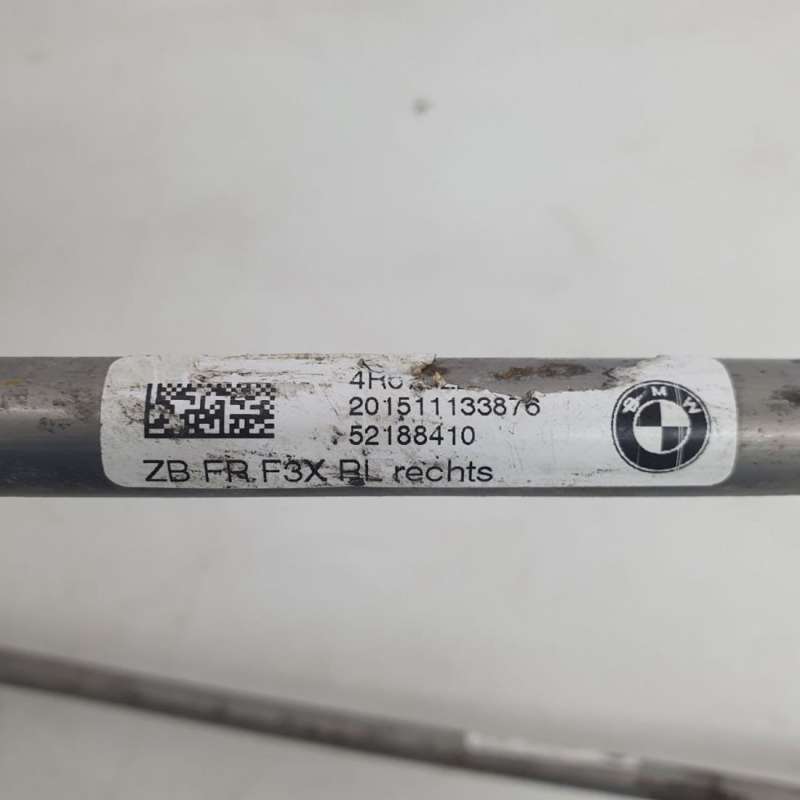 201511133876
52188410
ZB FR F3X RL rechts
BMW